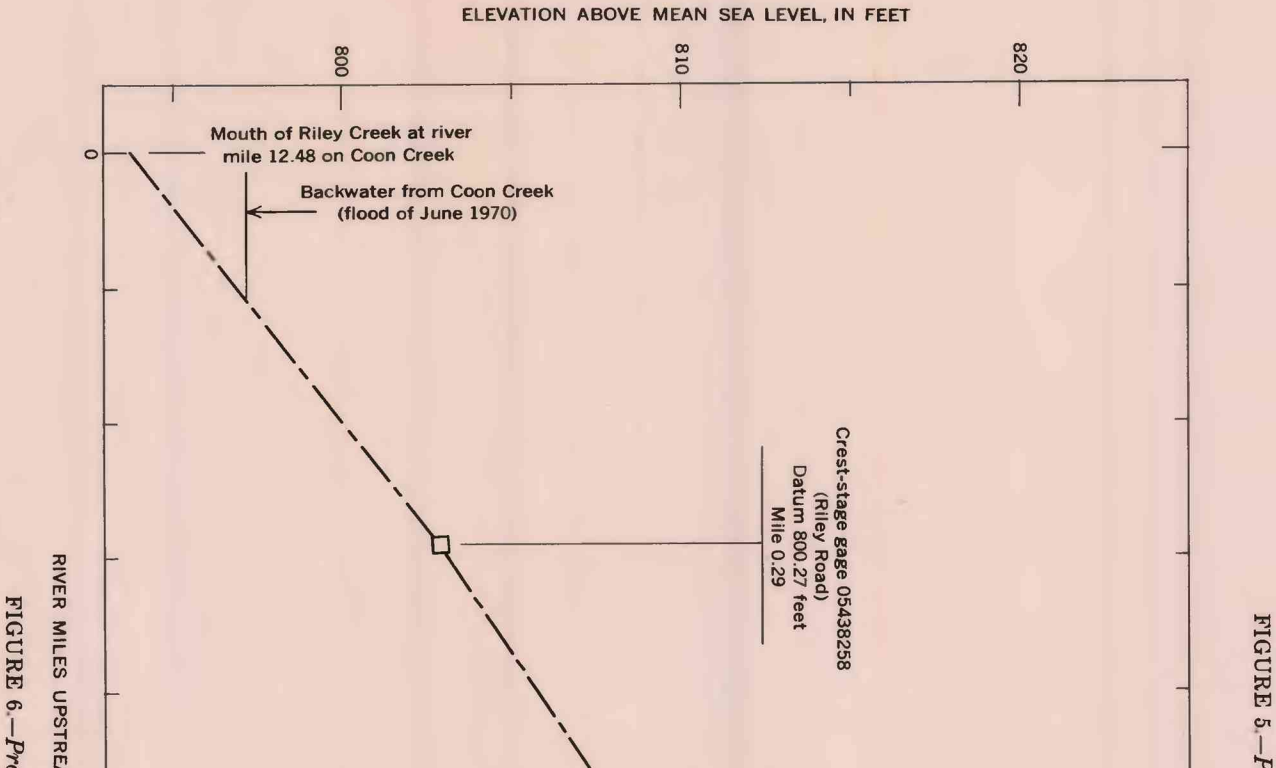 ELEVATION ABOVE MEAN SEA LEVEL, IN FEET
800
810
820
0
Mouth of Riley Creek at river
mile 12.48 on Coon Creek
Backwater from Coon Creek
(flood of June 1970)
Crest-stage gage 05438258
(Riley Road)
Datum 800.27 feet
Mile 0.29
RIVER MILES UPSTREA
FIGURE 6.—Pro
FIGURE 5.—P